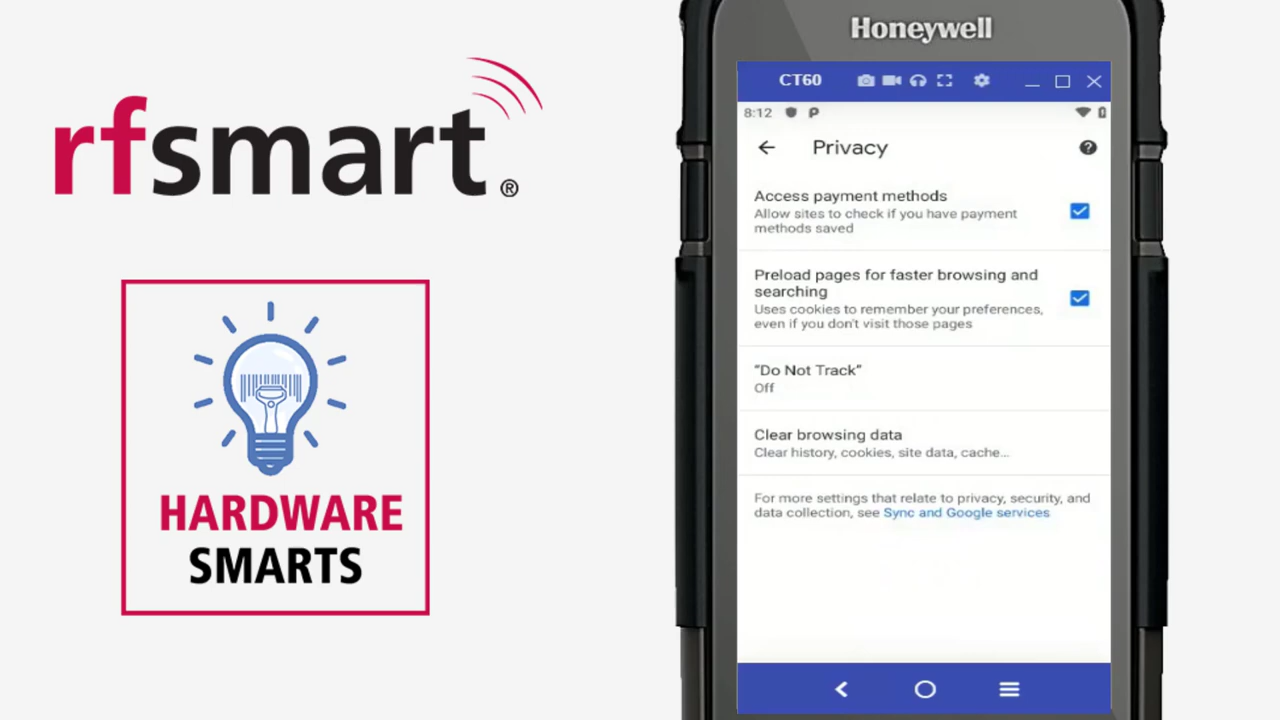 rfsmart®
HARDWARE
SMARTS
Honeywell
CT60
8:12
Privacy
Access payment methods
Allow sites to check if you have payment
methods saved
Preload pages for faster browsing and
searching
Uses cookies to remember your preferences,
even if you don't visit those pages
“Do Not Track”
Off
Clear browsing data
Clear history, cookies, site data, cache...
For more settings that relate to privacy, security, and
data collection, see Sync and Google services